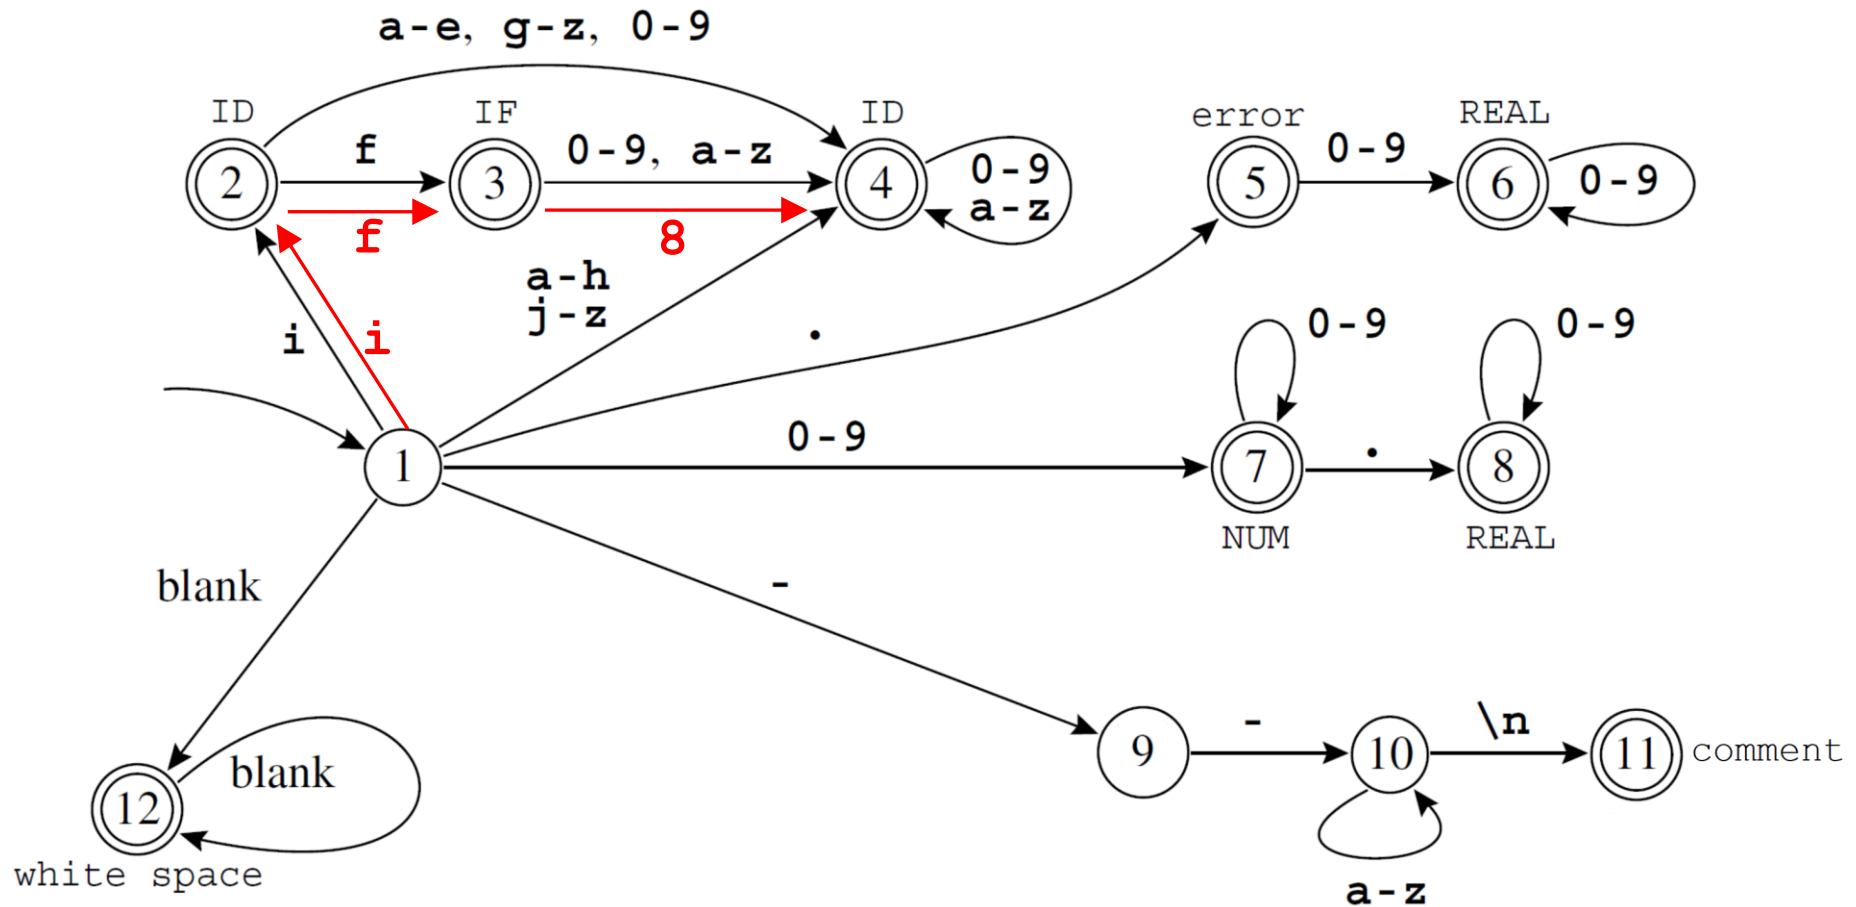 a-e, g-z, 0-9
ID
IF
ID
error
REAL
f
0-9, a-z
0-9
2
3
4
0-9
a-z
5
6
0-9
f
8
a-h
j-z
i
i
.
0-9
0-9
0-9
1
7
.
8
NUM
REAL
blank
-
-
\n
9
10
11
comment
blank
12
white space
a-z